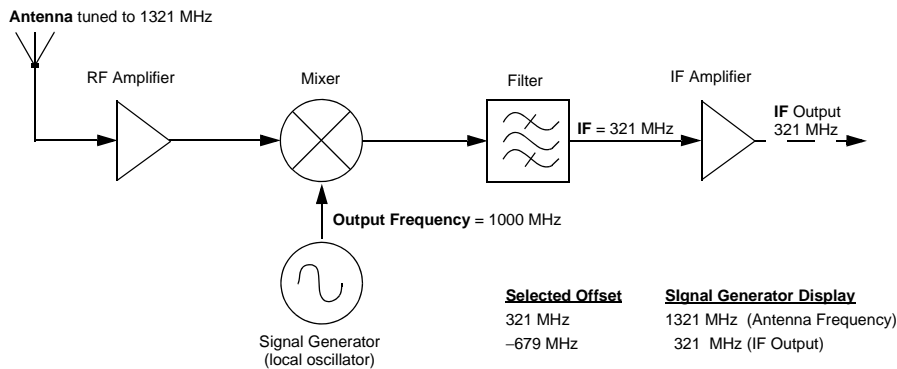 Antenna tuned to 1321 MHz
RF Amplifier
Mixer
Filter
IF Amplifier
IF = 321 MHz
IF Output
321 MHz
Output Frequency = 1000 MHz
Signal Generator
(local oscillator)
Selected Offset SIgnal Generator Display
321 MHz 1321 MHz (Antenna Frequency)
–679 MHz 321 MHz (IF Output)